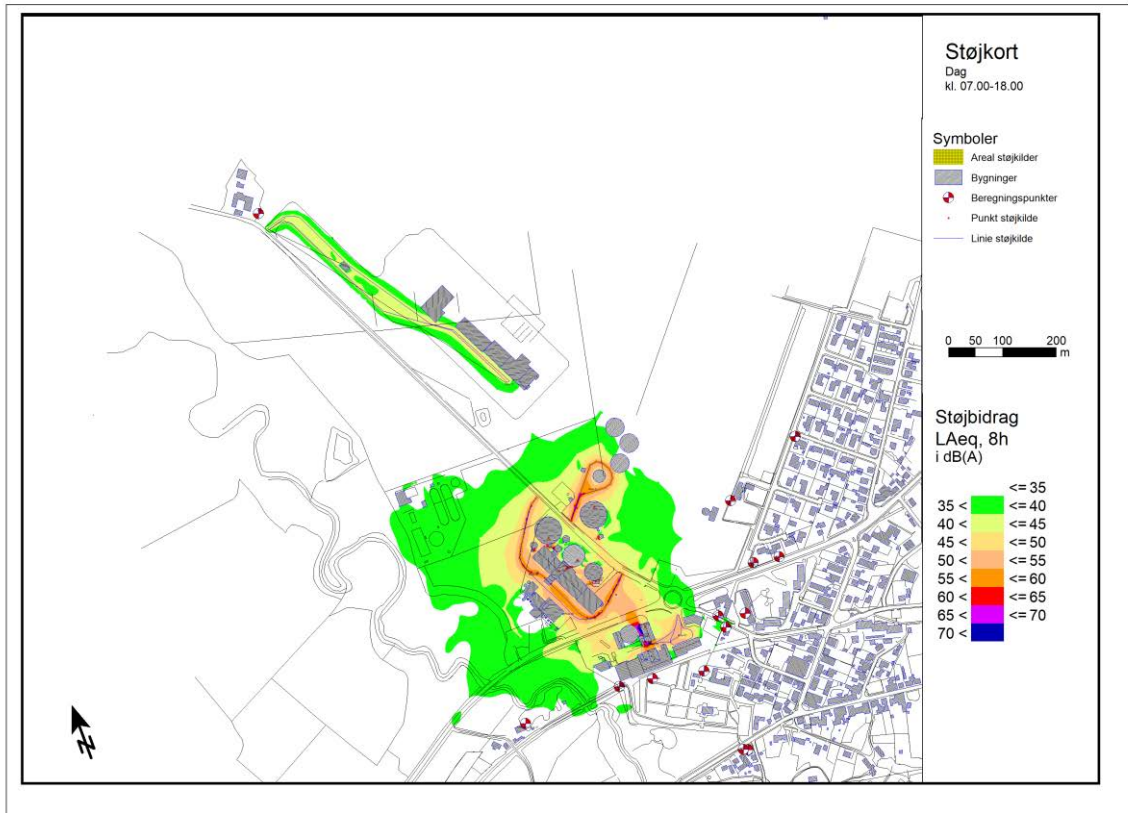 Støjkort
Dag
kl. 07.00-18.00
Symboler
Areal støjkilder
Bygninger
Beregningspunkter
Punkt støjkilde
Linie støjkilde
0 50 100 200
m
Støjbidrag
LAeq, 8h
i dB(A)
<= 35
35 < <= 40
40 < <= 45
45 < <= 50
50 < <= 55
55 < <= 60
60 < <= 65
65 < <= 70
70 <
N